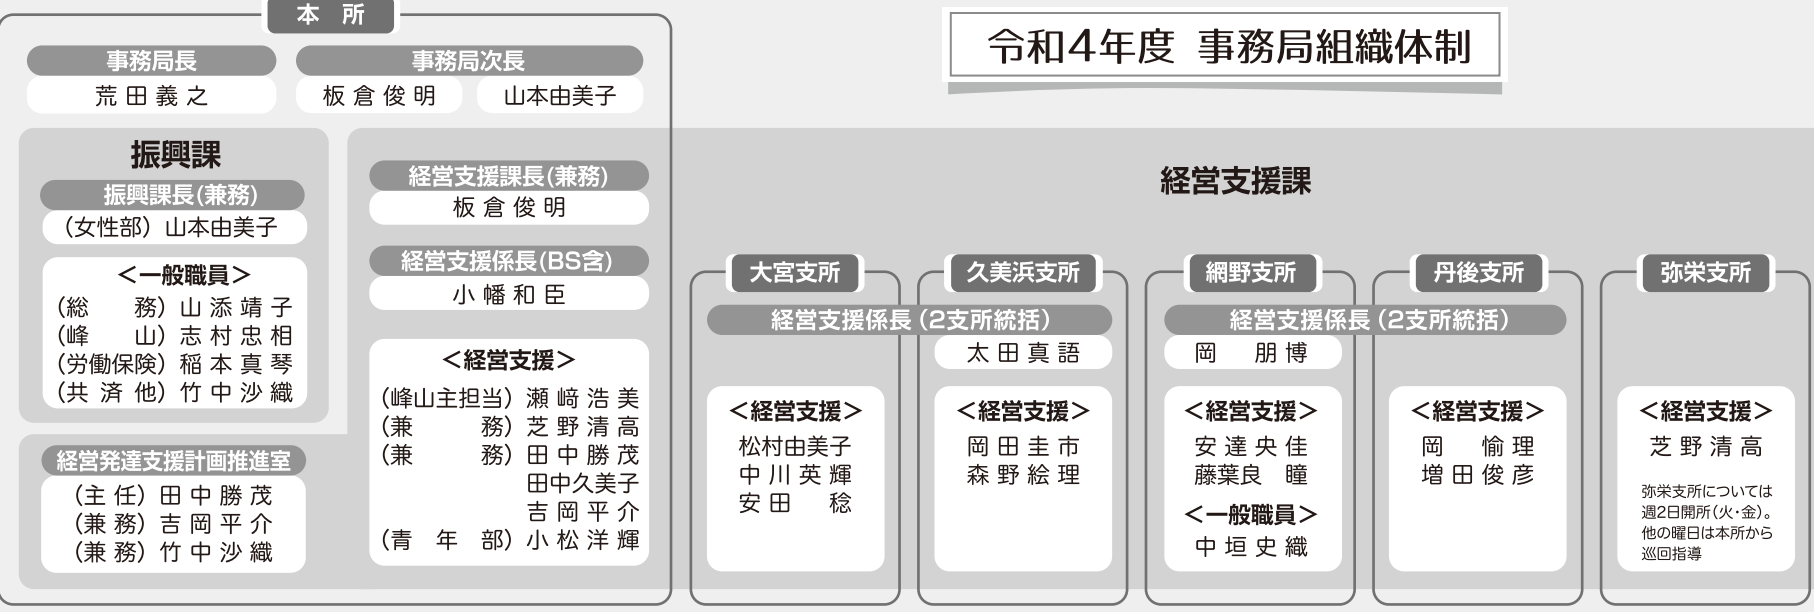 令和4年度 事務局組織体制
本 所
事務局長
荒田義之
事務局次長
板倉俊明
山本由美子
振興課
振興課長(兼務)
(女性部) 山本由美子
＜一般職員＞
(総　務) 山添靖子
(峰　山) 志村忠相
(労働保険) 稲本真琴
(共済他) 竹中沙織
経営発達支援計画推進室
(主任) 田中勝茂
(兼務) 吉岡平介
(兼務) 竹中沙織
経営支援課
経営支援課長(兼務)
板倉俊明
経営支援係長(BS含)
小幡和臣
＜経営支援＞
(峰山主担当) 瀬﨑浩美
(兼　務) 芝野清高
(兼　務) 田中勝茂
田中久美子
吉岡平介
(青年部) 小松洋輝
大宮支所
久美浜支所
経営支援係長 (2支所統括)
太田真語
＜経営支援＞
松村由美子
中川英輝
安田　稔
＜経営支援＞
岡田圭市
森野絵理
網野支所
丹後支所
経営支援係長 (2支所統括)
岡　朋博
＜経営支援＞
安達央佳
藤葉良　瞳
＜一般職員＞
中垣史織
＜経営支援＞
岡　愉理
増田俊彦
弥栄支所
＜経営支援＞
芝野清高
弥栄支所については
週2日開所(火・金)。
他の曜日は本所から
巡回指導